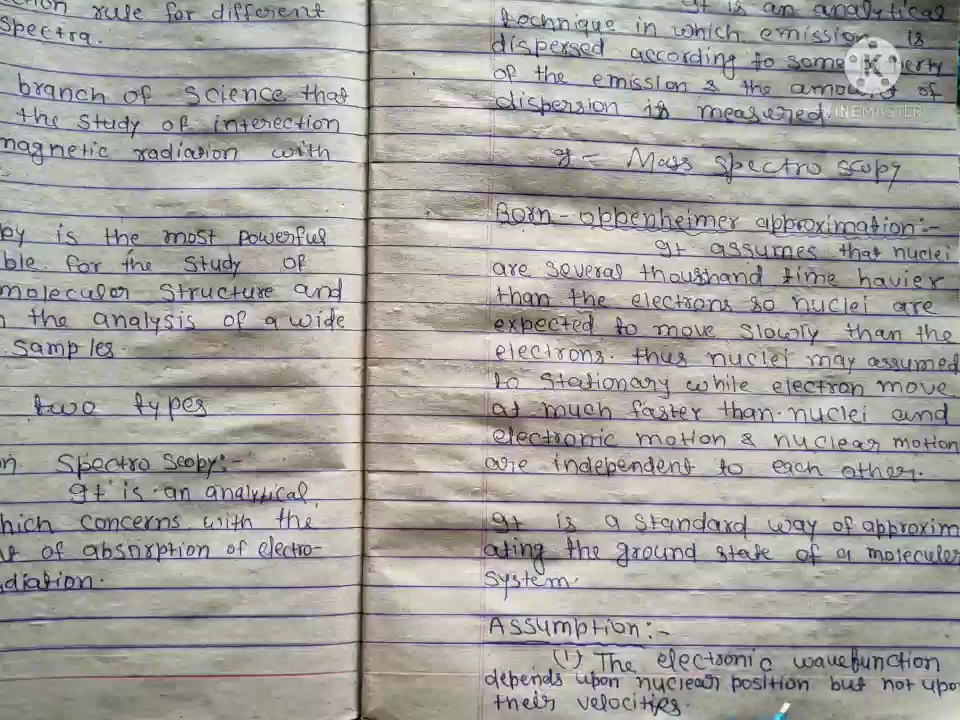 rule for different
spectra.
branch of science that
the study of interection
magnetic radiation with
is the most powerful
for the study of
molecular structure and
the analysis of a wide
samples.
two types
spectro scopy:-
It is an analytical
which concerns with the
of absorption of electro-
It is an analytical
technique in which emission is
dispersed according to some
of the emission & the amount of
dispersion is measured.
KINEMASTER
g = Mass spectro scopy
Born-oppenheimer approximation:-
It assumes that nuclei
are several thoushand time havier
than the electrons so nuclei are
expected to move slowly than the
electrons. thus nuclei may assumed
to stationary while electron move
at much faster than nuclei and
electronic motion & nuclear motion
are independent to each other.
It is a standard way of approxim
ating the ground state of a molecular
system.
Assumption:-
(1) The electronic wavefunction
depends upon nuclear position but not upo
their velocities.